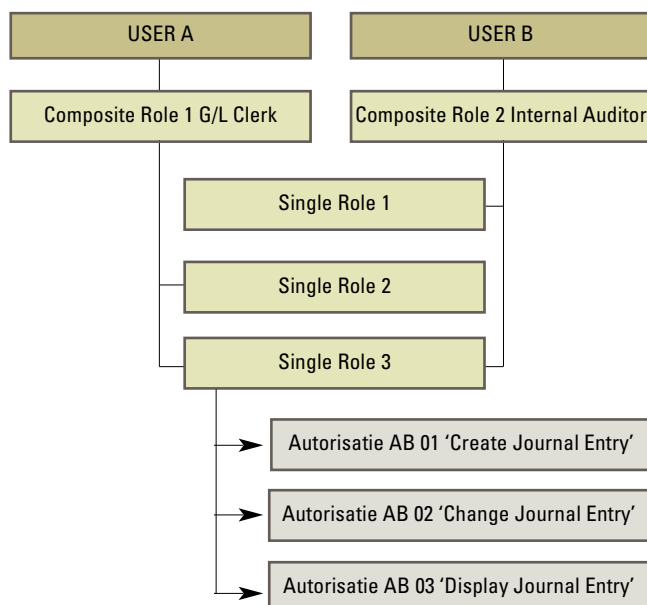 USER A
USER B
Composite Role 1 G/L Clerk
Composite Role 2 Internal Auditor
Single Role 1
Single Role 2
Single Role 3
Autorisatie AB 01 ‘Create Journal Entry’
Autorisatie AB 02 ‘Change Journal Entry’
Autorisatie AB 03 ‘Display Journal Entry’